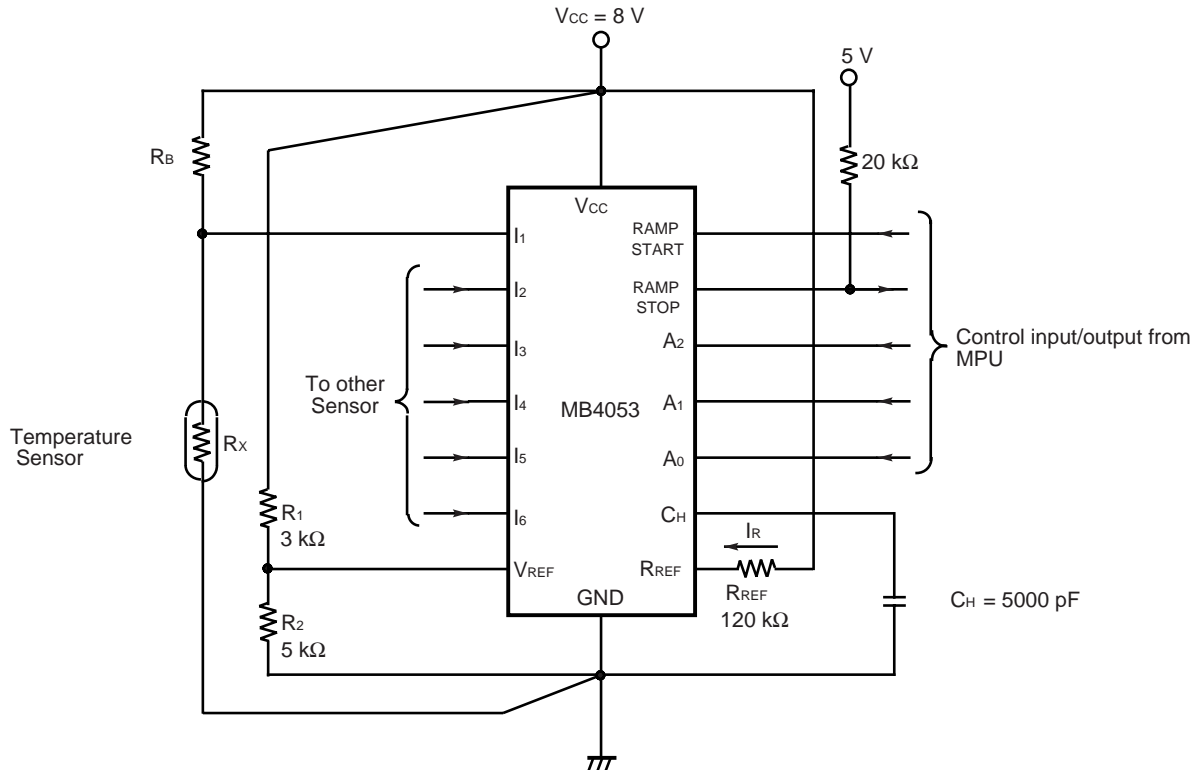 VCC = 8 V
5 V
RB
20 kΩ
VCC
I1
RAMP
START
I2
RAMP
STOP
I3
A2
Control input/output from
MPU
To other
Sensor
I4
MB4053
A1
Temperature
Sensor
RX
I5
A0
I6
CH
R1
3 kΩ
IR
VREF
RREF
GND
RREF
120 kΩ
CH = 5000 pF
R2
5 kΩ